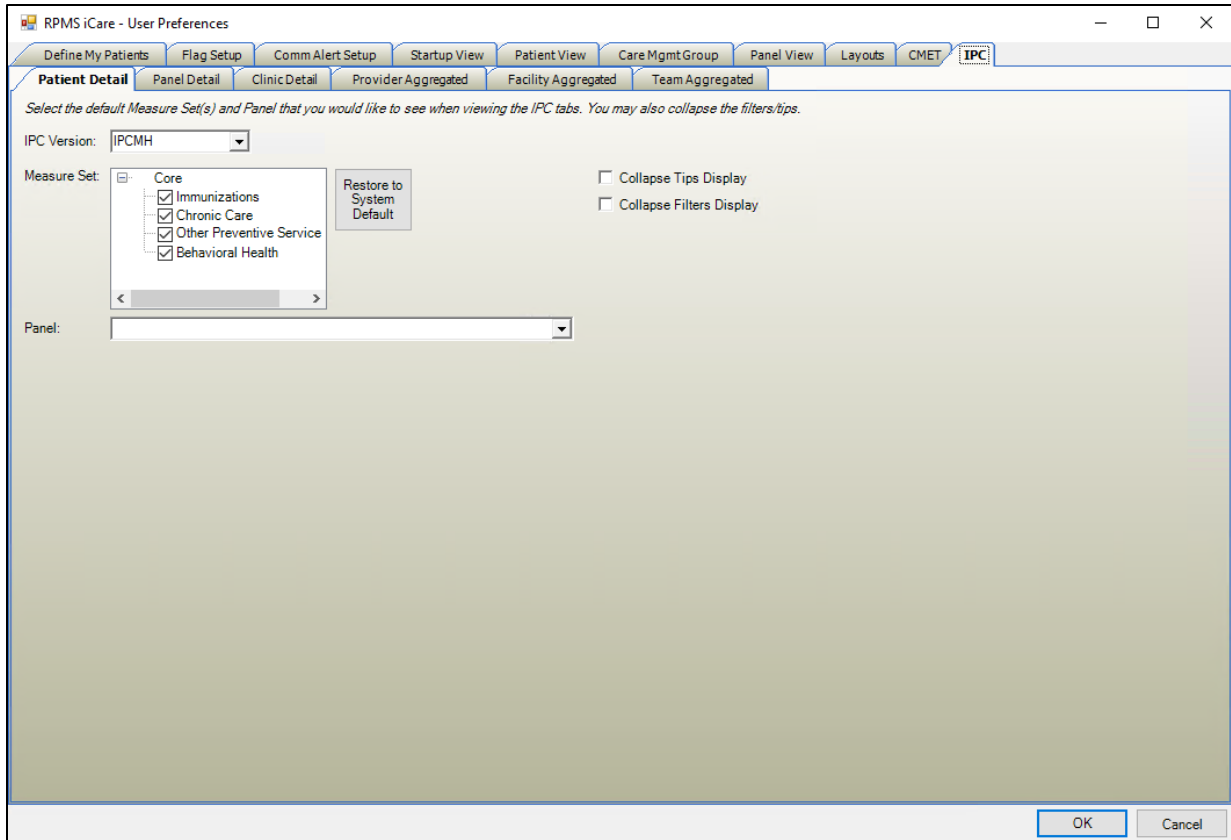 RPMS iCare - User Preferences
Define My Patients Flag Setup Comm Alert Setup Startup View Patient View Care Mgmt Group Panel View Layouts CMET IPC
Patient Detail Panel Detail Clinic Detail Provider Aggregated Facility Aggregated Team Aggregated
Select the default Measure Set(s) and Panel that you would like to see when viewing the IPC tabs. You may also collapse the filters/tips.
IPC Version: IPCMH
Measure Set: Core
Immunizations
Chronic Care
Other Preventive Service
Behavioral Health
Restore to
System
Default
Collapse Tips Display
Collapse Filters Display
Panel:
OK Cancel